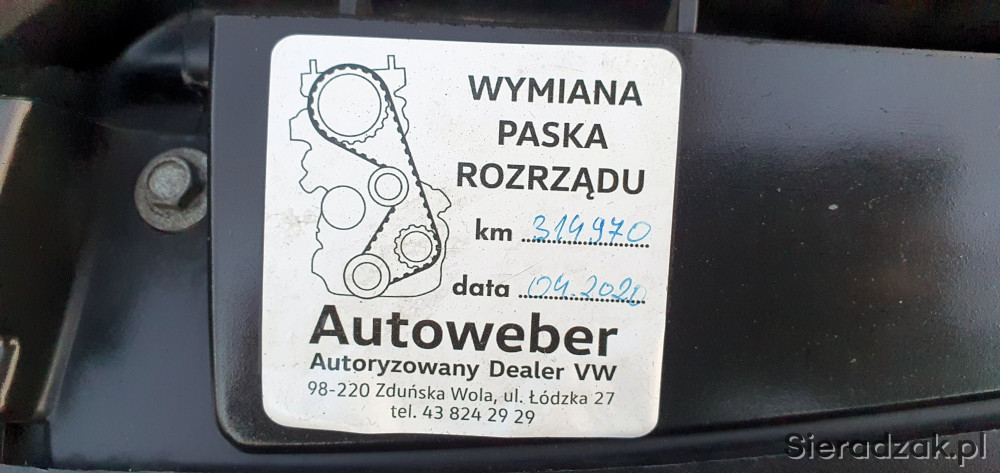 WYMIANA
PASKA
ROZRZĄDU
km 314970
data 04.2020
Autoweber
Autoryzowany Dealer VW
98-220 Zduńska Wola, ul. Łódzka 27
tel. 43 824 29 29
Sieradzak.pl